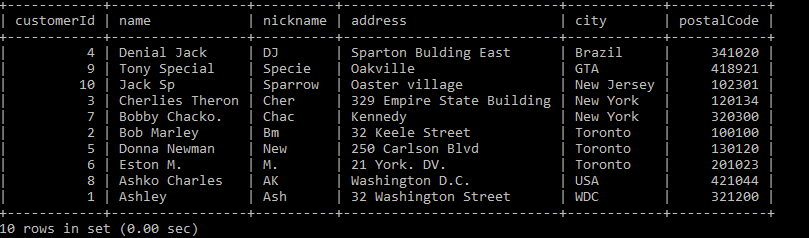 customerId | name | nickname | address | city | postalCode
4 | Denial Jack | DJ | Sparton Bulding East | Brazil | 341020
9 | Tony Special | Specie | Oakville | GTA | 418921
10 | Jack Sp | Sparrow | Oaster village | New Jersey | 102301
3 | Cherlies Theron | Cher | 329 Empire State Building | New York | 120134
7 | Bobby Chacko. | Chac | Kennedy | New York | 320300
2 | Bob Marley | Bm | 32 Keele Street | Toronto | 100100
5 | Donna Newman | New | 250 Carlson Blvd | Toronto | 130120
6 | Eston M. | M. | 21 York. DV. | Toronto | 201023
8 | Ashko Charles | AK | Washington D.C. | USA | 421044
1 | Ashley | Ash | 32 Washington Street | WDC | 321200
10 rows in set (0.00 sec)